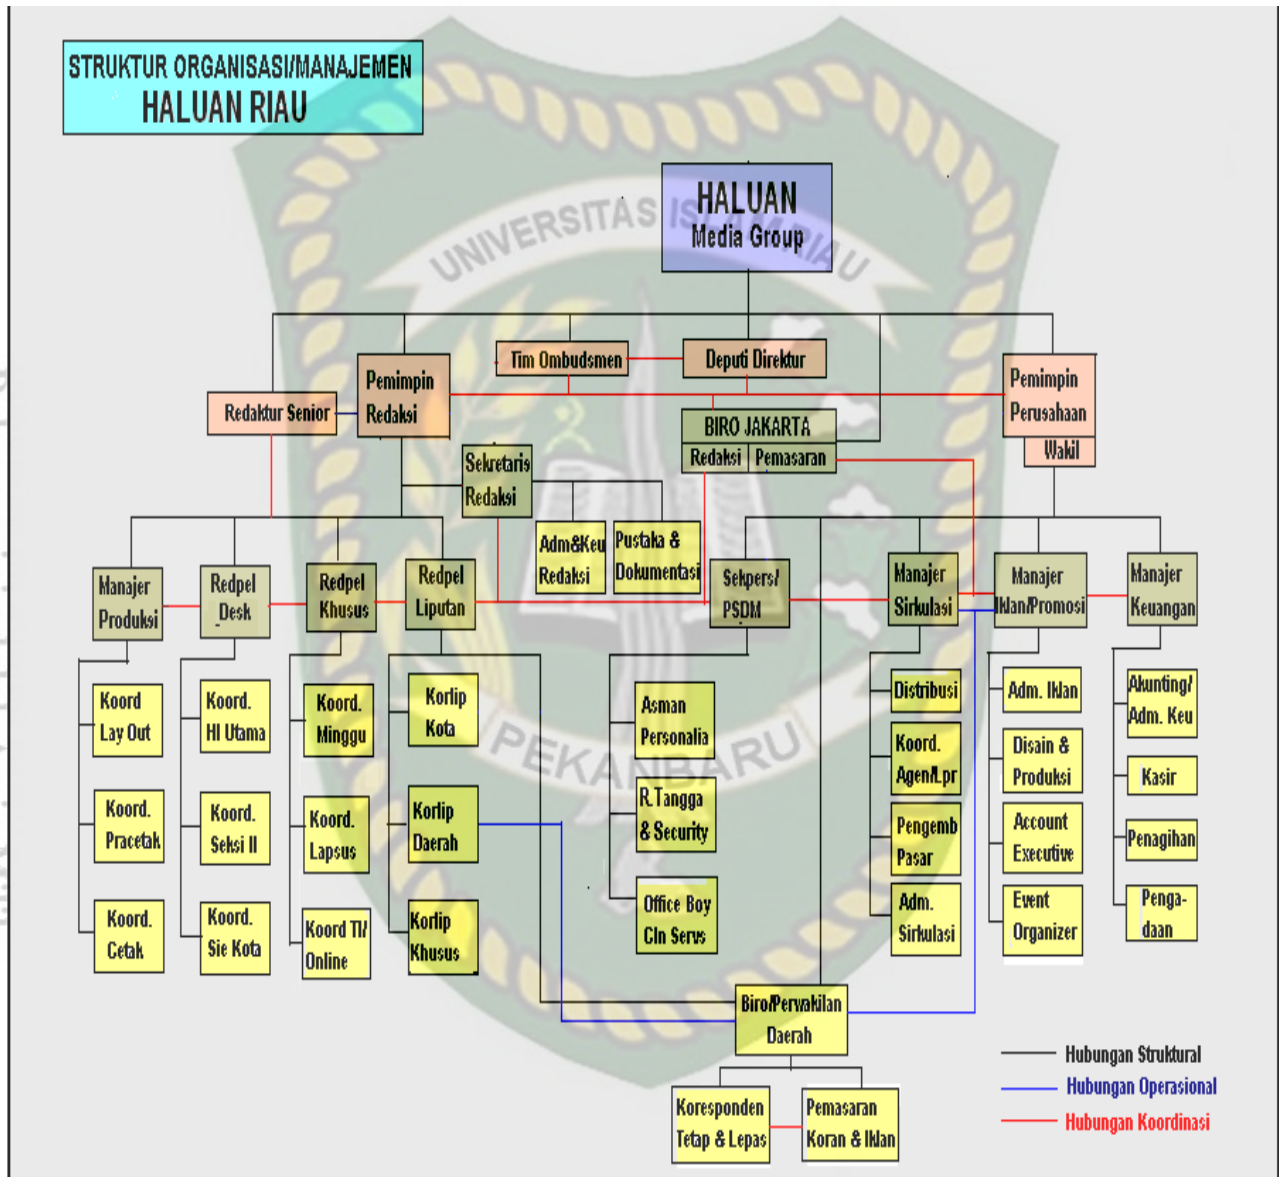 STRUKTUR ORGANISASI/MANAJEMEN
HALUAN RIAU
HALUAN
Media Group
UNIVERSITAS ISLAM RIAU
Tim Ombudsmen
Deputi Direktur
Pemimpin
Redaksi
Pemimpin
Perusahaan
Wakil
Redaktur Senior
BIRO JAKARTA
Redaksi
Pemasaran
Sekretaris
Redaksi
Adm&Keu
Redaksi
Pustaka &
Dokumentasi
Manajer
Produksi
Redpel
Desk
Redpel
Khusus
Redpel
Liputan
Sekpers/
PSDM
Manajer
Sirkulasi
Manajer
Iklan/Promosi
Manajer
Keuangan
Koord
Lay Out
Koord.
Pracetak
Koord.
Cetak
Koord.
Hl Utama
Koord.
Seksi II
Koord.
Sie Kota
Koord.
Minggu
Koord.
Lapsus
Koord TI/
Online
Korlip
Kota
Korlip
Daerah
Korlip
Khusus
Asman
Personalia
R.Tangga
& Security
Office Boy
Cln Servs
Distribusi
Koord.
Agen/Lpr
Pengemb
Pasar
Adm.
Sirkulasi
Adm. Iklan
Disain &
Produksi
Account
Executive
Event
Organizer
Akunting/
Adm. Keu
Kasir
Penagihan
Penga-
daan
PEKANBARU
Biro/Perwakilan
Daerah
Koresponden
Tetap & Lepas
Pemasaran
Koran & Iklan
Hubungan Struktural
Hubungan Operasional
Hubungan Koordinasi